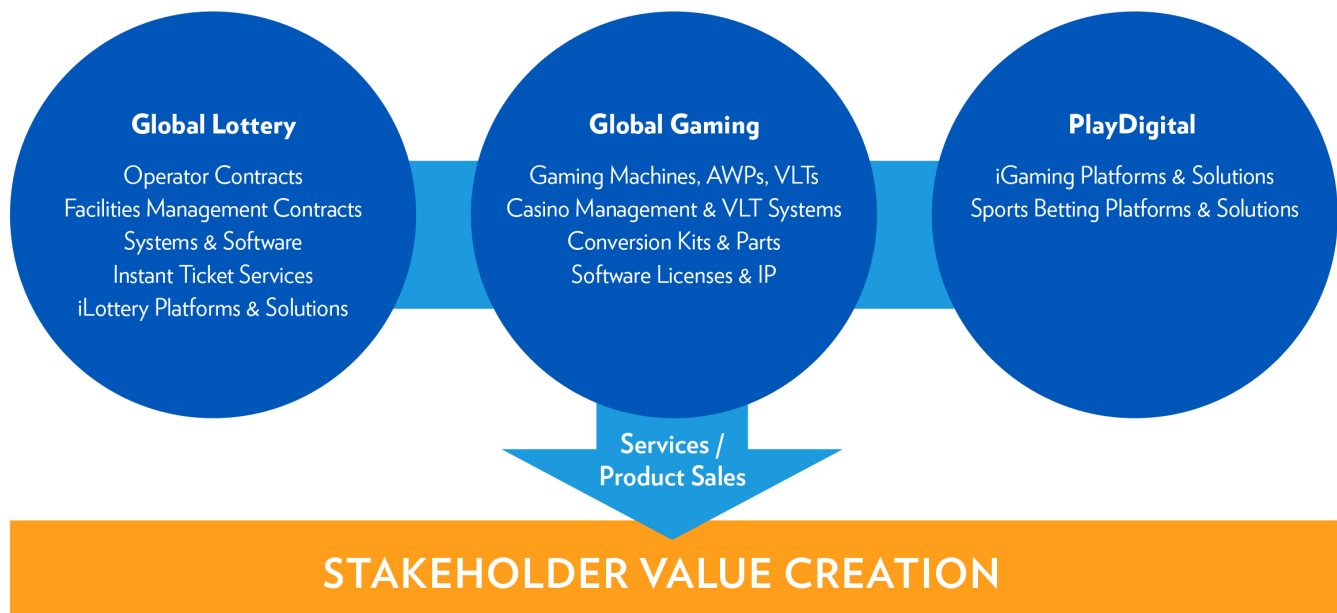 Global Lottery
Operator Contracts
Facilities Management Contracts
Systems & Software
Instant Ticket Services
iLottery Platforms & Solutions
Global Gaming
Gaming Machines, AWPs, VLTs
Casino Management & VLT Systems
Conversion Kits & Parts
Software Licenses & IP
PlayDigital
iGaming Platforms & Solutions
Sports Betting Platforms & Solutions
Services /
Product Sales
STAKEHOLDER VALUE CREATION